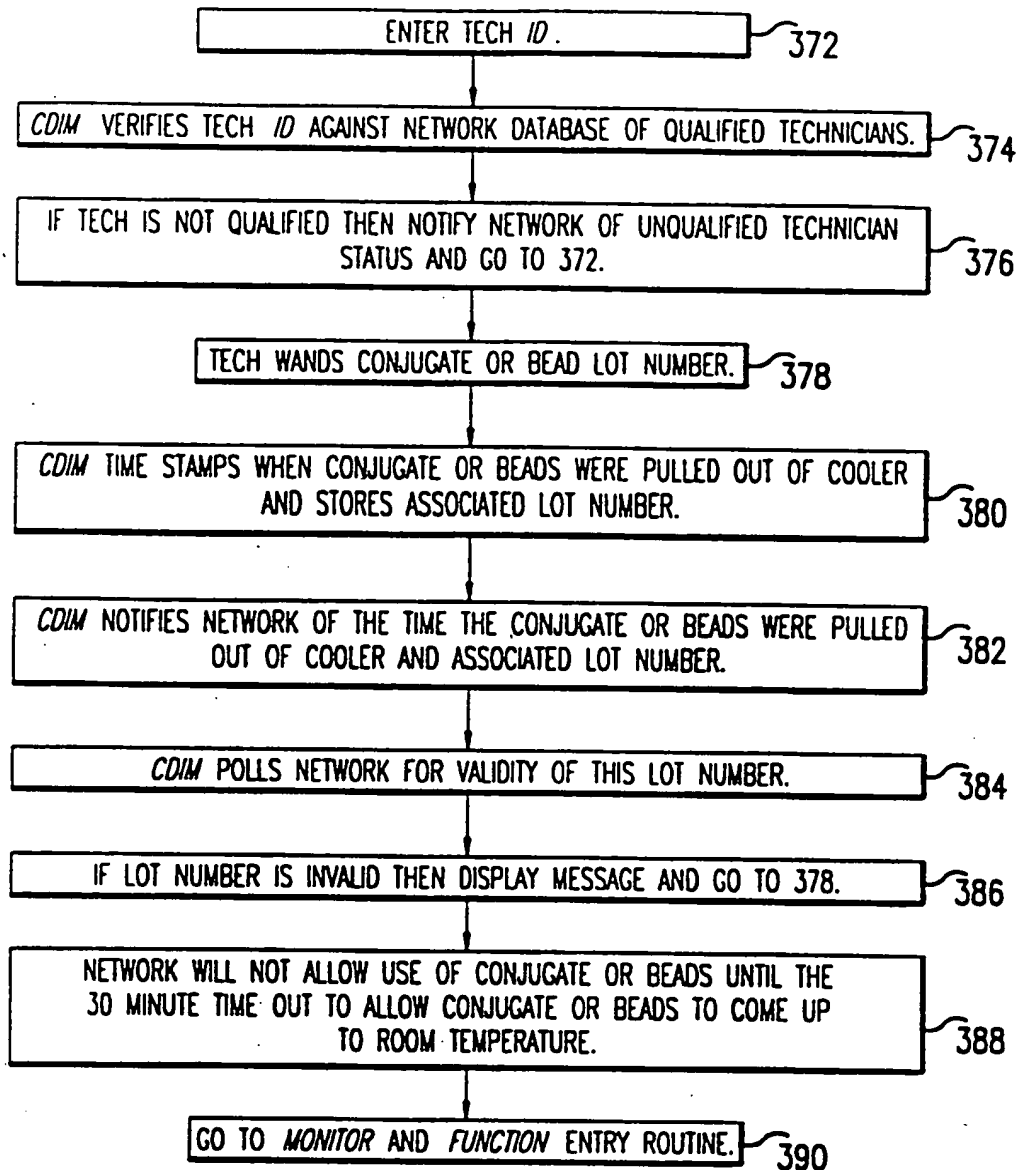 ENTER TECH ID.
372
CDIM VERIFIES TECH ID AGAINST NETWORK DATABASE OF QUALIFIED TECHNICIANS.
374
IF TECH IS NOT QUALIFIED THEN NOTIFY NETWORK OF UNQUALIFIED TECHNICIAN
STATUS AND GO TO 372.
376
TECH WANDS CONJUGATE OR BEAD LOT NUMBER.
378
CDIM TIME STAMPS WHEN CONJUGATE OR BEADS WERE PULLED OUT OF COOLER
AND STORES ASSOCIATED LOT NUMBER.
380
CDIM NOTIFIES NETWORK OF THE TIME THE CONJUGATE OR BEADS WERE PULLED
OUT OF COOLER AND ASSOCIATED LOT NUMBER.
382
CDIM POLLS NETWORK FOR VALIDITY OF THIS LOT NUMBER.
384
IF LOT NUMBER IS INVALID THEN DISPLAY MESSAGE AND GO TO 378.
386
NETWORK WILL NOT ALLOW USE OF CONJUGATE OR BEADS UNTIL THE
30 MINUTE TIME OUT TO ALLOW CONJUGATE OR BEADS TO COME UP
TO ROOM TEMPERATURE.
388
GO TO MONITOR AND FUNCTION ENTRY ROUTINE.
390